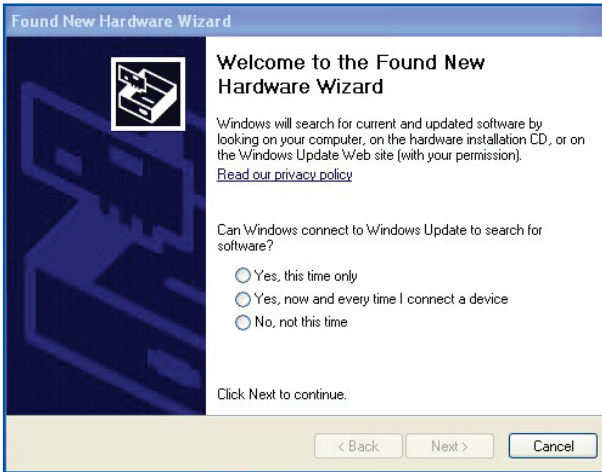 Found New Hardware Wizard
Welcome to the Found New
Hardware Wizard
Windows will search for current and updated software by
looking on your computer, on the hardware installation CD, or on
the Windows Update Web site (with your permission).
Read our privacy policy
Can Windows connect to Windows Update to search for
software?
Yes, this time only
Yes, now and every time I connect a device
No, not this time
Click Next to continue.
< Back Next > Cancel